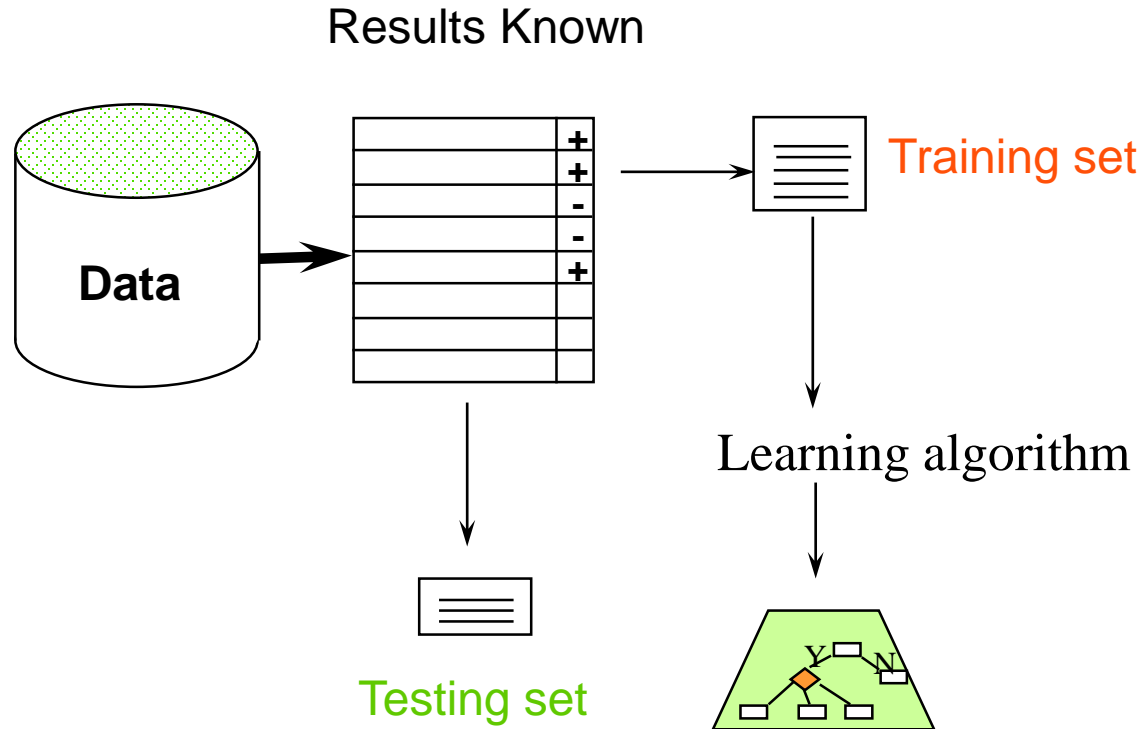 Results Known
+
+
-
-
+
Training set
Data
Learning algorithm
Y
N
Testing set